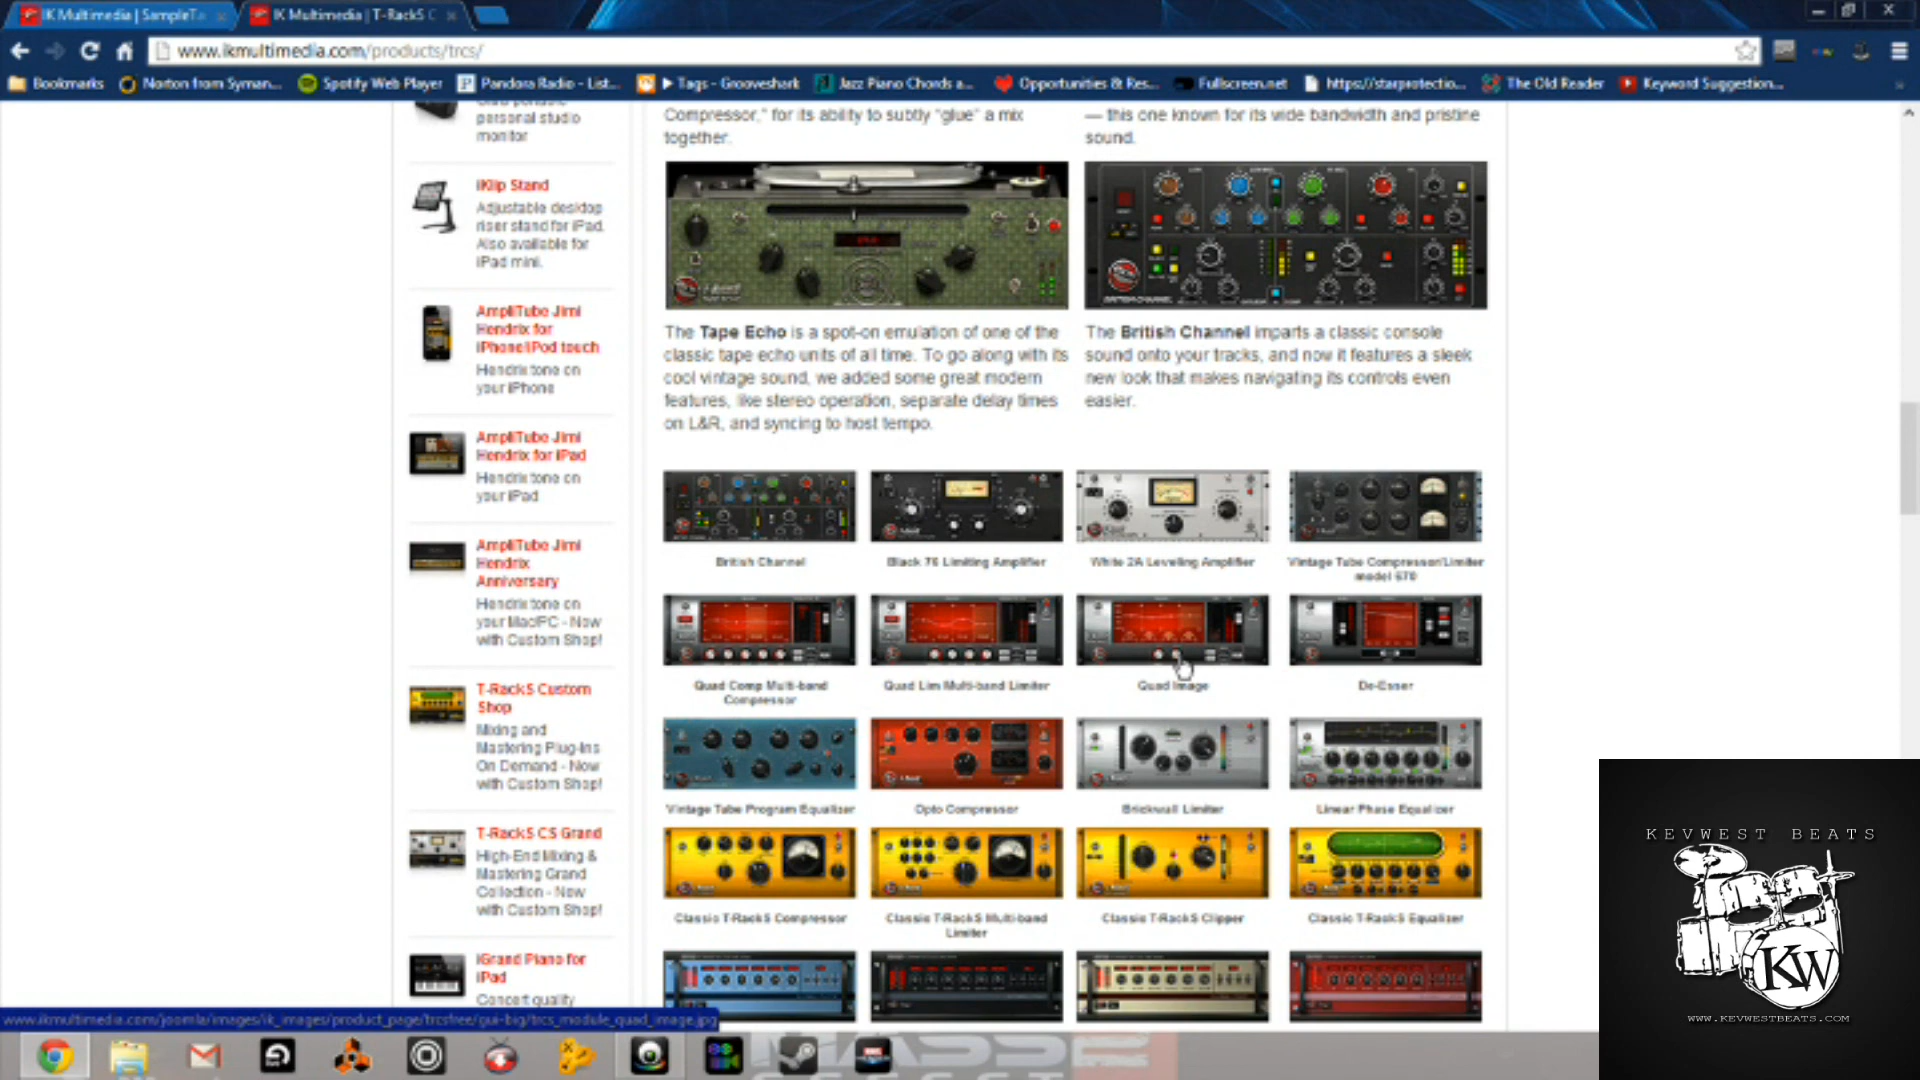 IK Multimedia | SampleTa
IK Multimedia | T-RackS C
www.ikmultimedia.com/products/trcs/
Bookmarks
Norton from Syman...
Spotify Web Player
Pandora Radio - List...
Tags - Grooveshark
Jazz Piano Chords a...
Opportunities & Res...
Fullscreen.net
https://starprotectio...
The Old Reader
Keyword Suggestion...
personal studio
monitor
iKlip Stand
Adjustable desktop
riser stand for iPad.
Also available for
iPad mini.
AmpliTube Jimi
Hendrix for
iPhone/iPod touch
Hendrix tone on
your iPhone
AmpliTube Jimi
Hendrix for iPad
Hendrix tone on
your iPad
AmpliTube Jimi
Hendrix
Anniversary
Hendrix tone on
your Mac/PC - Now
with Custom Shop!
T-RackS Custom
Shop
Mixing and
Mastering Plug-Ins
On Demand - Now
with Custom Shop!
T-RackS CS Grand
High-End Mixing &
Mastering Grand
Collection - Now
with Custom Shop!
iGrand Piano for
iPad
Concert quality
Compressor," for its ability to subtly "glue" a mix
together.
— this one known for its wide bandwidth and pristine
sound.
The Tape Echo is a spot-on emulation of one of the
classic tape echo units of all time. To go along with its
cool vintage sound, we added some great modern
features, like stereo operation, separate delay times
on L&R, and syncing to host tempo.
The British Channel imparts a classic console
sound onto your tracks, and now it features a sleek
new look that makes navigating its controls even
easier.
British Channel
Black 76 Limiting Amplifier
White 2A Leveling Amplifier
Vintage Tube Compressor/Limiter
model 670
Quad Comp Multi-band
Compressor
Quad Lim Multi-band Limiter
Quad Image
De-Esser
Vintage Tube Program Equalizer
Opto Compressor
Brickwall Limiter
Linear Phase Equalizer
Classic T-RackS Compressor
Classic T-RackS Multi-band
Limiter
Classic T-RackS Clipper
Classic T-RackS Equalizer
www.ikmultimedia.com/joomla/images/ik_images/product_page/trcsfree/gui-big/trcs_module_quad_image.jpg
KEVWEST BEATS
KW
WWW.KEVWESTBEATS.COM